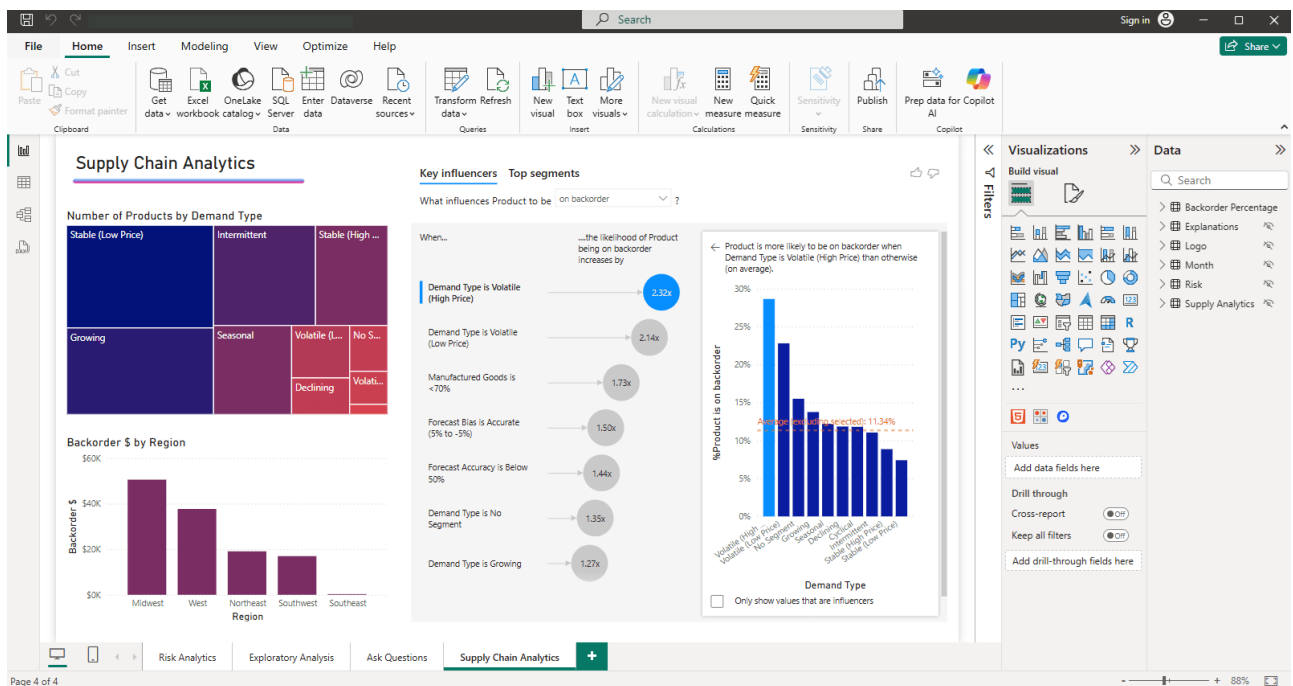 Search
Sign in
File Home Insert Modeling View Optimize Help
Share
Paste
Cut
Copy
Format painter
Clipboard
Get data
Excel workbook
OneLake catalog
SQL Server
Enter data
Dataverse
Recent sources
Data
Transform data
Refresh
Queries
New visual
Text box
More visuals
Insert
New visual calculation
New measure
Quick measure
Calculations
Sensitivity
Sensitivity
Publish
Share
Prep data for AI
Copilot
Copilot
Supply Chain Analytics
Number of Products by Demand Type
Stable (Low Price)
Intermittent
Stable (High ...
Growing
Seasonal
Volatile (L...
No S...
Declining
Volati...
Backorder $ by Region
$60K
$40K
$20K
$0K
Backorder $
Midwest West Northeast Southwest Southeast
Region
Key influencers Top segments
What influences Product to be on backorder ?
When...
....the likelihood of Product
being on backorder
increases by
Demand Type is Volatile
(High Price)
2.32x
Demand Type is Volatile
(Low Price)
2.14x
Manufactured Goods is
<70%
1.73x
Forecast Bias is Accurate
(5% to -5%)
1.50x
Forecast Accuracy is Below
50%
1.44x
Demand Type is No
Segment
1.35x
Demand Type is Growing
1.27x
Product is more likely to be on backorder when
Demand Type is Volatile (High Price) than otherwise
(on average).
30%
25%
20%
15%
10%
5%
0%
%Product is on backorder
Average (excluding selected): 11.34%
Volatile (High ...
Volatile (Low Price)
No Segment
Growing
Seasonal
Declining
Cyclical
Intermittent
Stable (High Price)
Stable (Low Price)
Demand Type
Only show values that are influencers
Filters
Visualizations
Build visual
123
R
Py
123
...
5
Values
Add data fields here
Drill through
Cross-report
Off
Keep all filters
Off
Add drill-through fields here
Data
Search
Backorder Percentage
Explanations
Logo
Month
Risk
Supply Analytics
Risk Analytics Exploratory Analysis Ask Questions Supply Chain Analytics +
Page 4 of 4
- + 88%